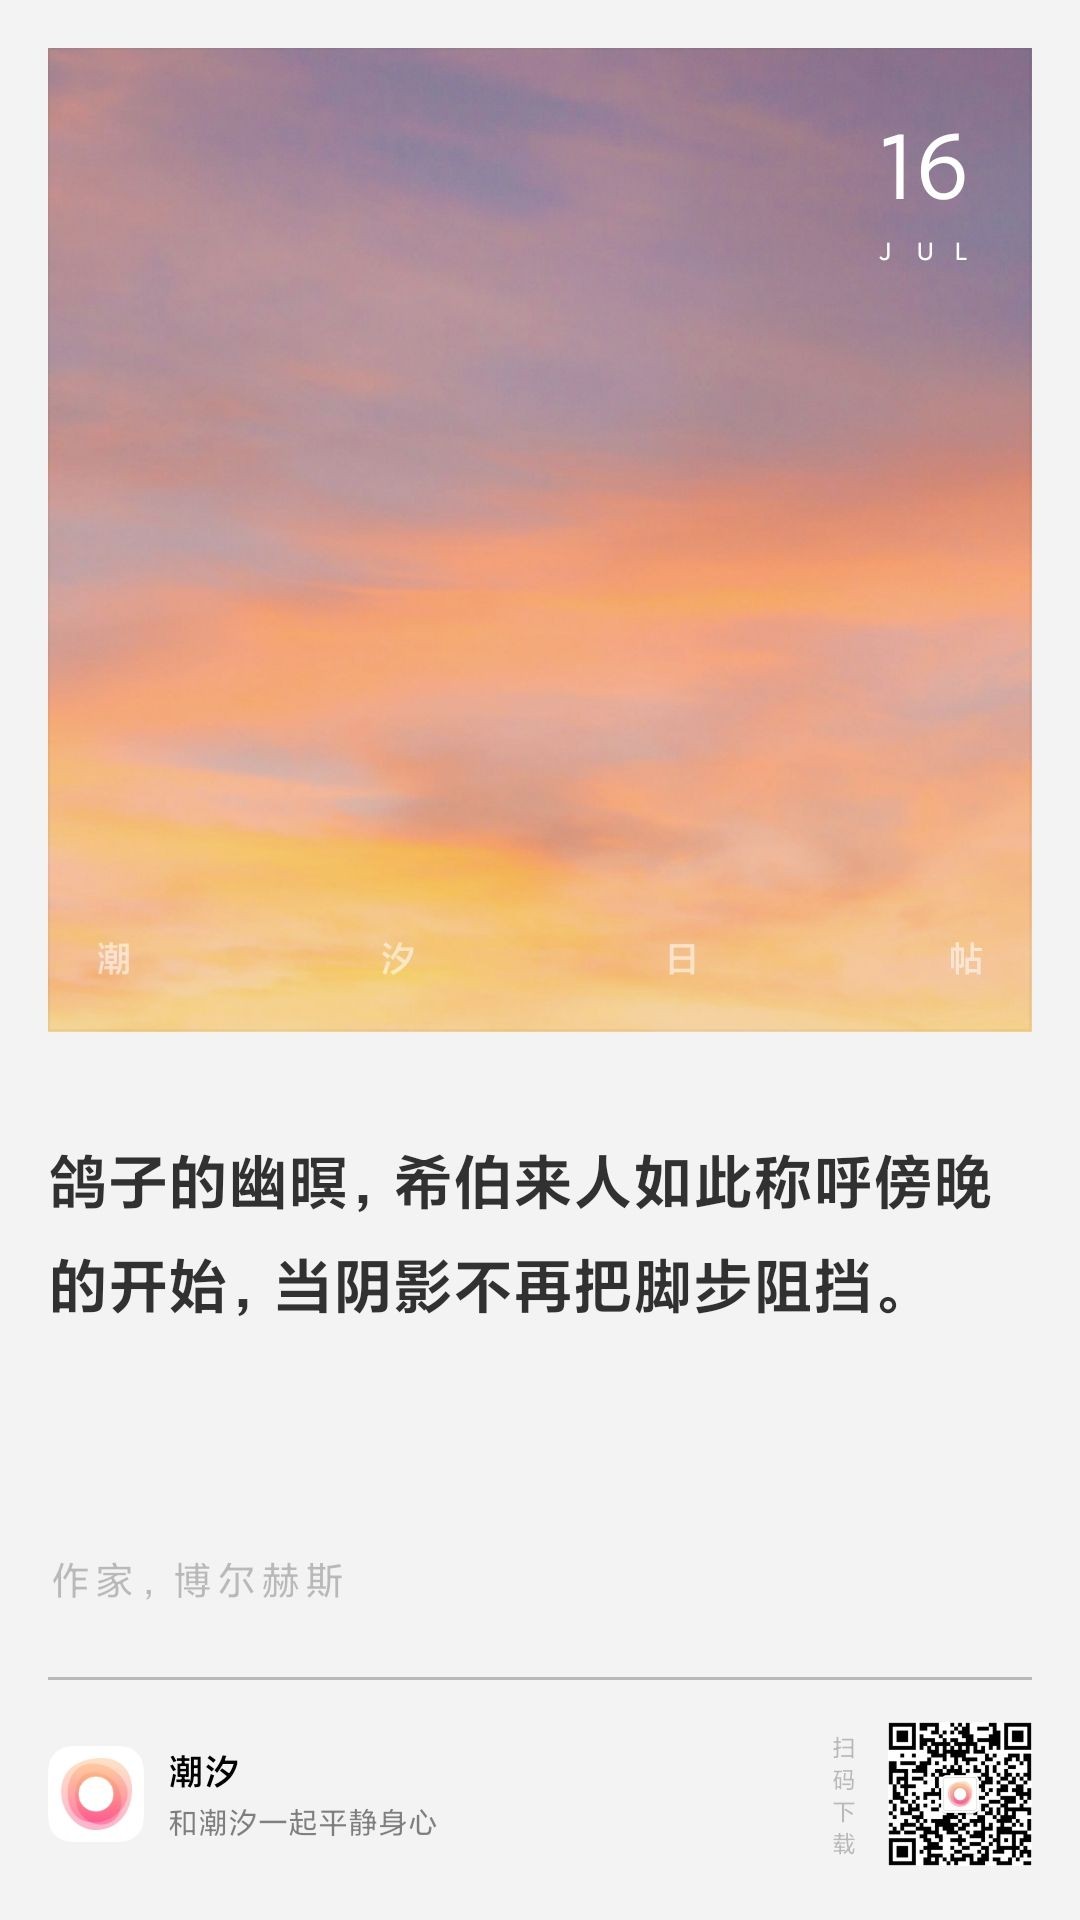 16
JUL
潮汐日帖
鸽子的幽暝，希伯来人如此称呼傍晚
的开始，当阴影不再把脚步阻挡。
作家，博尔赫斯
潮汐
和潮汐一起平静身心
扫码下载